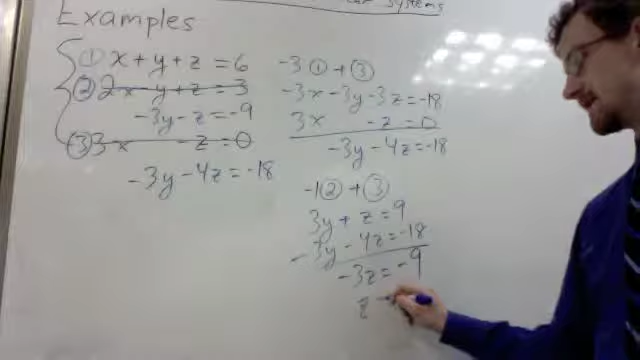 systems
Examples
① x + y + z = 6
② 2x - y + z = 3
-3y - z = -9
③ 3x - z = 0
-3y - 4z = -18
-3 ① + ③
-3x - 3y - 3z = -18
3x - z = 0
-3y - 4z = -18
-1 ② + ③
3y + z = 9
-3y - 4z = -18
-3z = -9
z